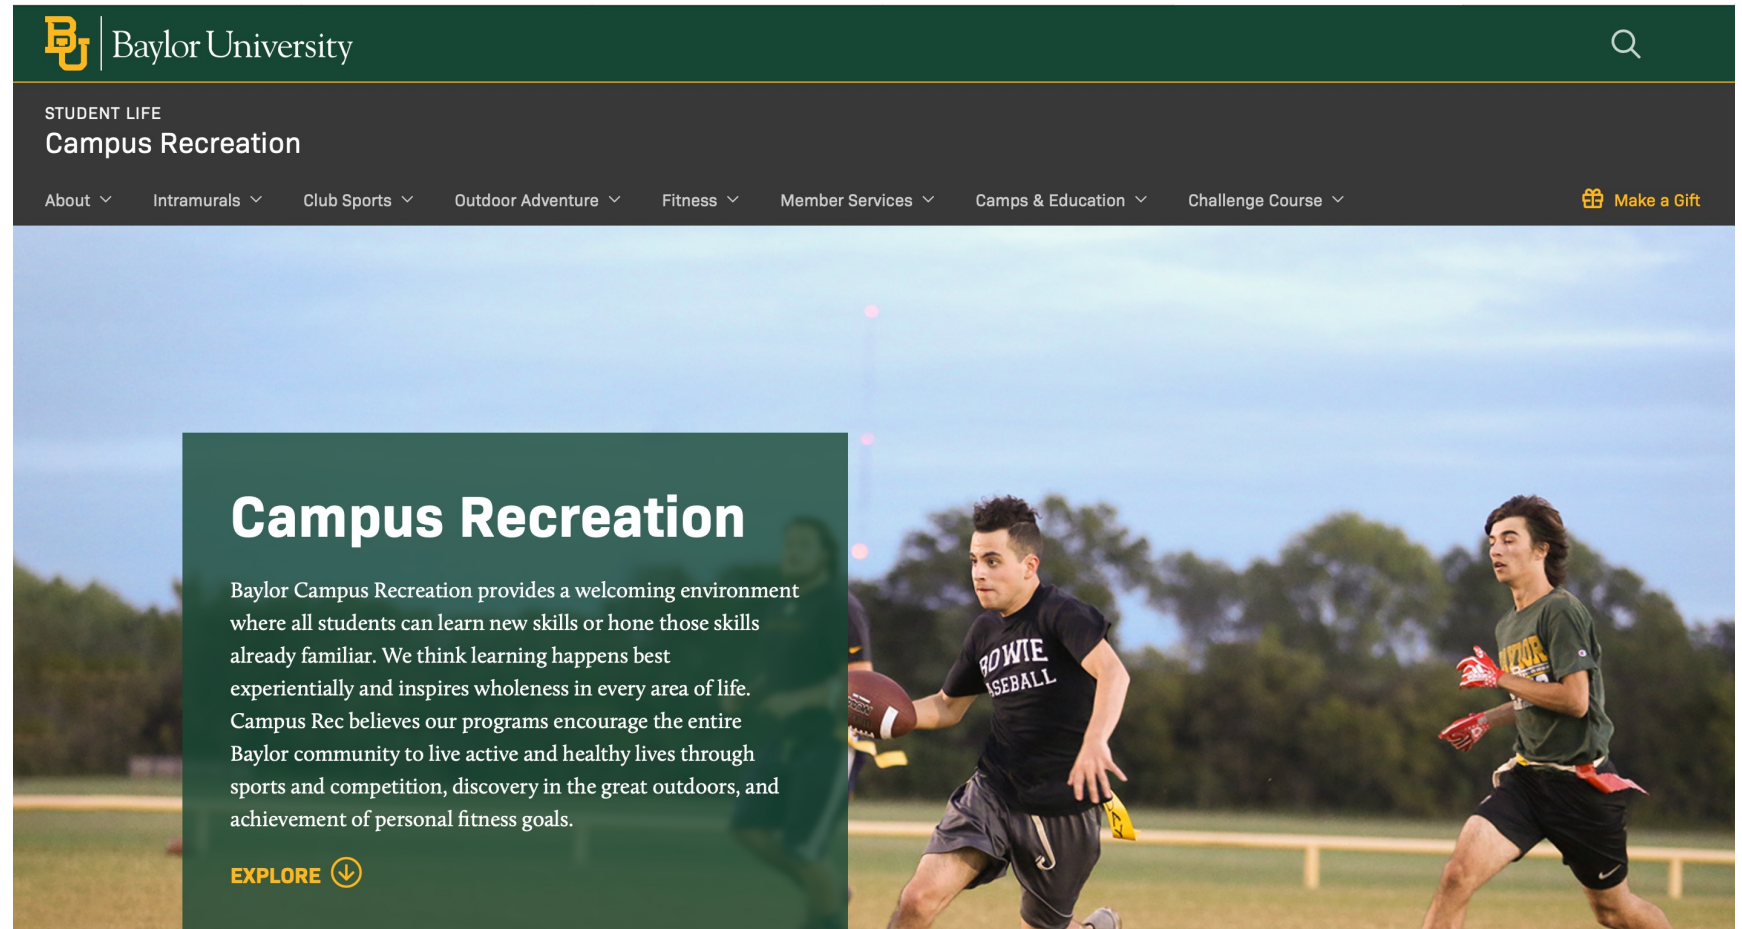 BU Baylor University
STUDENT LIFE
Campus Recreation
About Intramurals Club Sports Outdoor Adventure Fitness Member Services Camps & Education Challenge Course Make a Gift
Campus Recreation
Baylor Campus Recreation provides a welcoming environment
where all students can learn new skills or hone those skills
already familiar. We think learning happens best
experientially and inspires wholeness in every area of life.
Campus Rec believes our programs encourage the entire
Baylor community to live active and healthy lives through
sports and competition, discovery in the great outdoors, and
achievement of personal fitness goals.
EXPLORE
BOWIE
ASEBALL